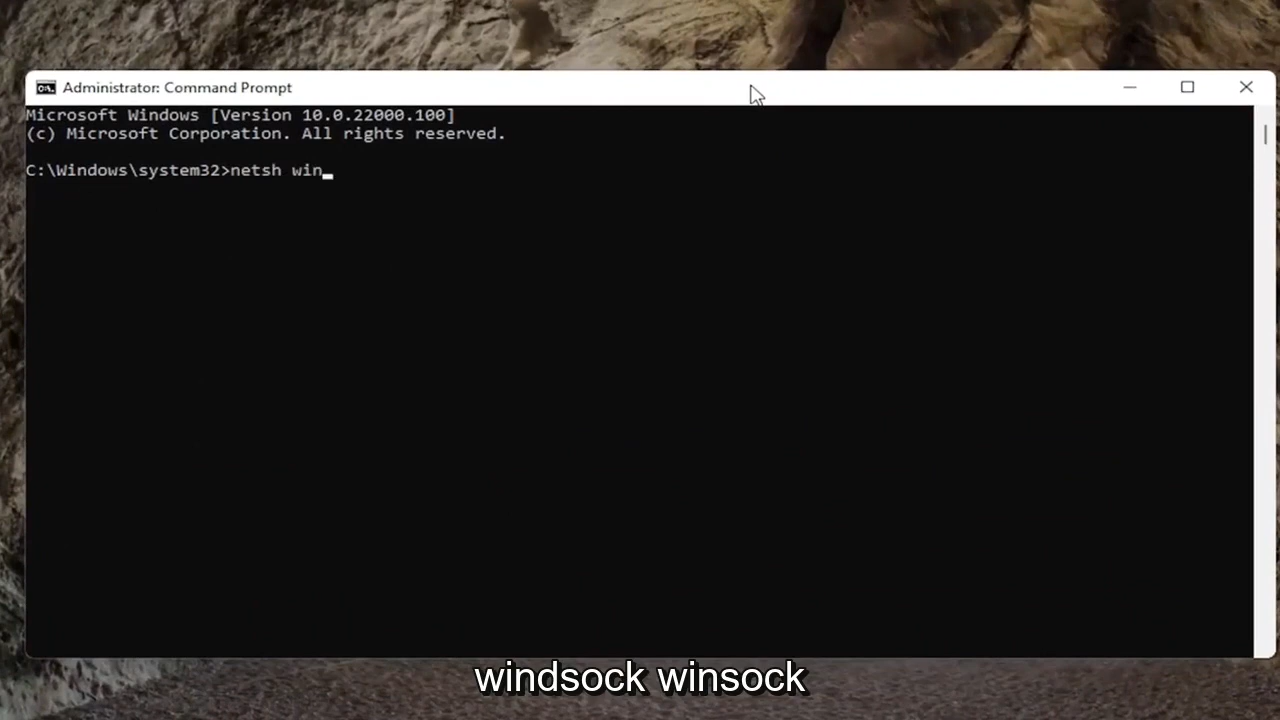 Administrator: Command Prompt
Microsoft Windows [Version 10.0.22000.100]
(c) Microsoft Corporation. All rights reserved.
C:\Windows\system32>netsh win_
windsock winsock